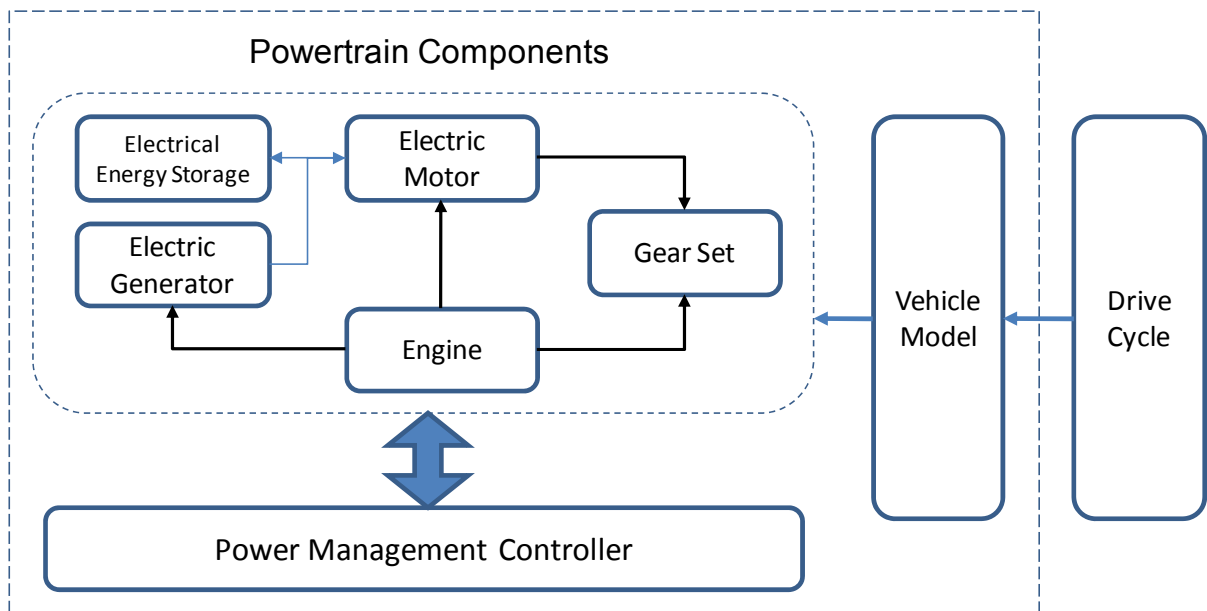 Powertrain Components
Electrical
Energy Storage
Electric
Motor
Electric
Generator
Gear Set
Engine
Vehicle
Model
Drive
Cycle
Power Management Controller